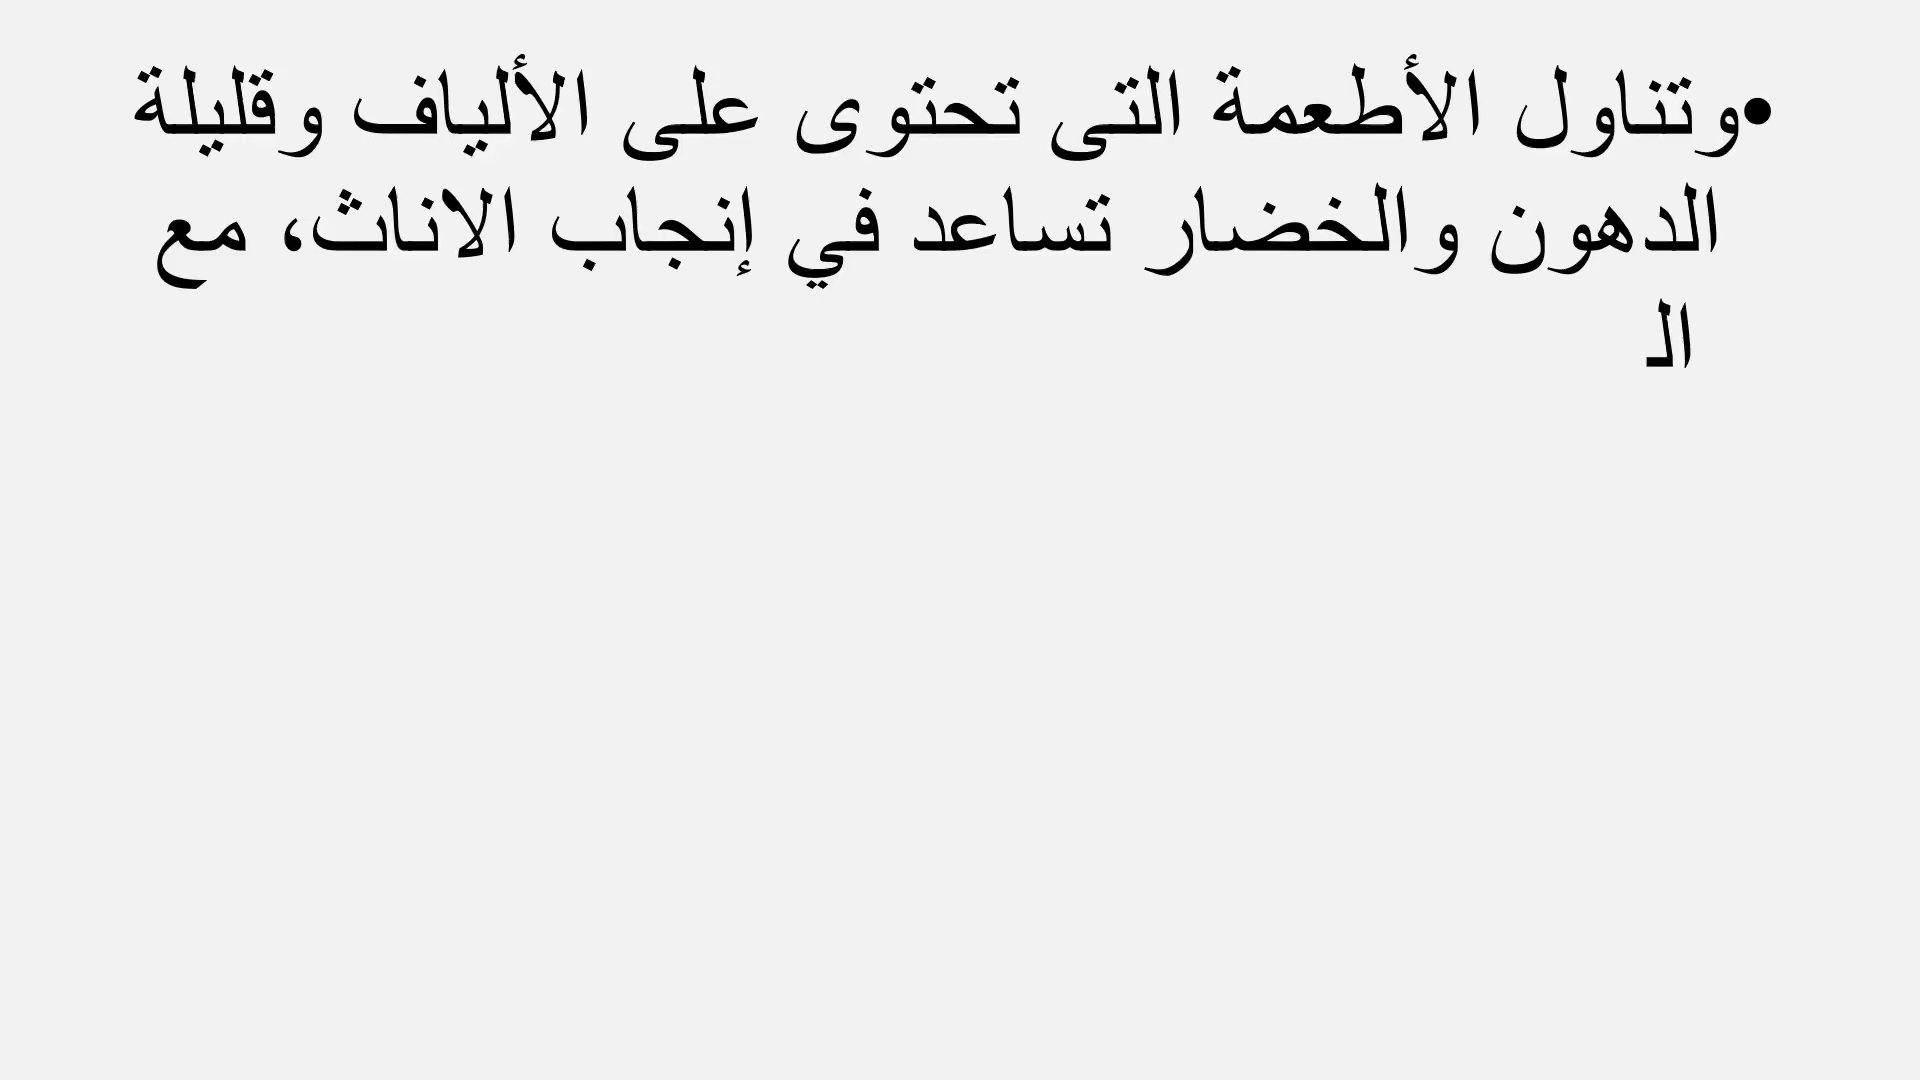 •وتناول الأطعمة التى تحتوى على الألياف وقليلة
الدهون والخضار تساعد في إنجاب الاناث، مع
الـ